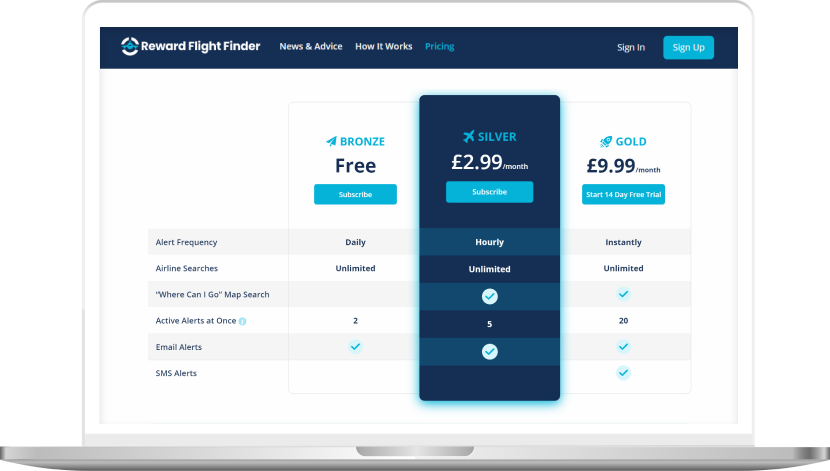 Reward Flight Finder News & Advice How It Works Pricing Sign In Sign Up
BRONZE SILVER GOLD
Free £2.99/month £9.99/month
Subscribe Subscribe Start 14 Day Free Trial
Alert Frequency Daily Hourly Instantly
Airline Searches Unlimited Unlimited Unlimited
“Where Can I Go” Map Search
Active Alerts at Once 2 5 20
Email Alerts
SMS Alerts